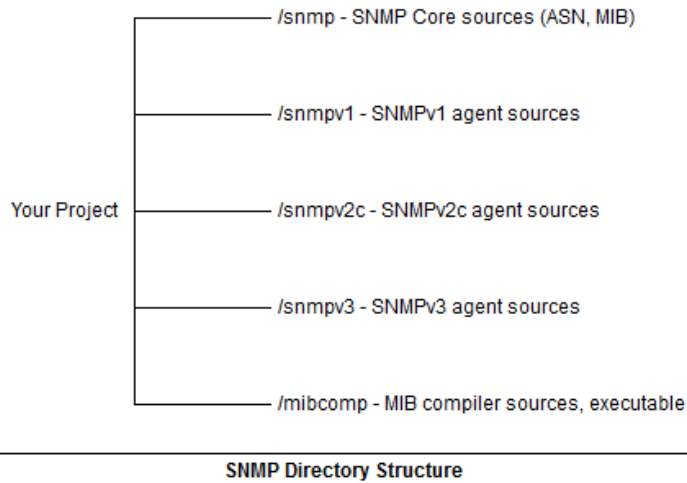 /snmp - SNMP Core sources (ASN, MIB)
/snmpv1 - SNMPv1 agent sources
Your Project
/snmpv2c - SNMPv2c agent sources
/snmpv3 - SNMPv3 agent sources
/mibcomp - MIB compiler sources, executable
SNMP Directory Structure